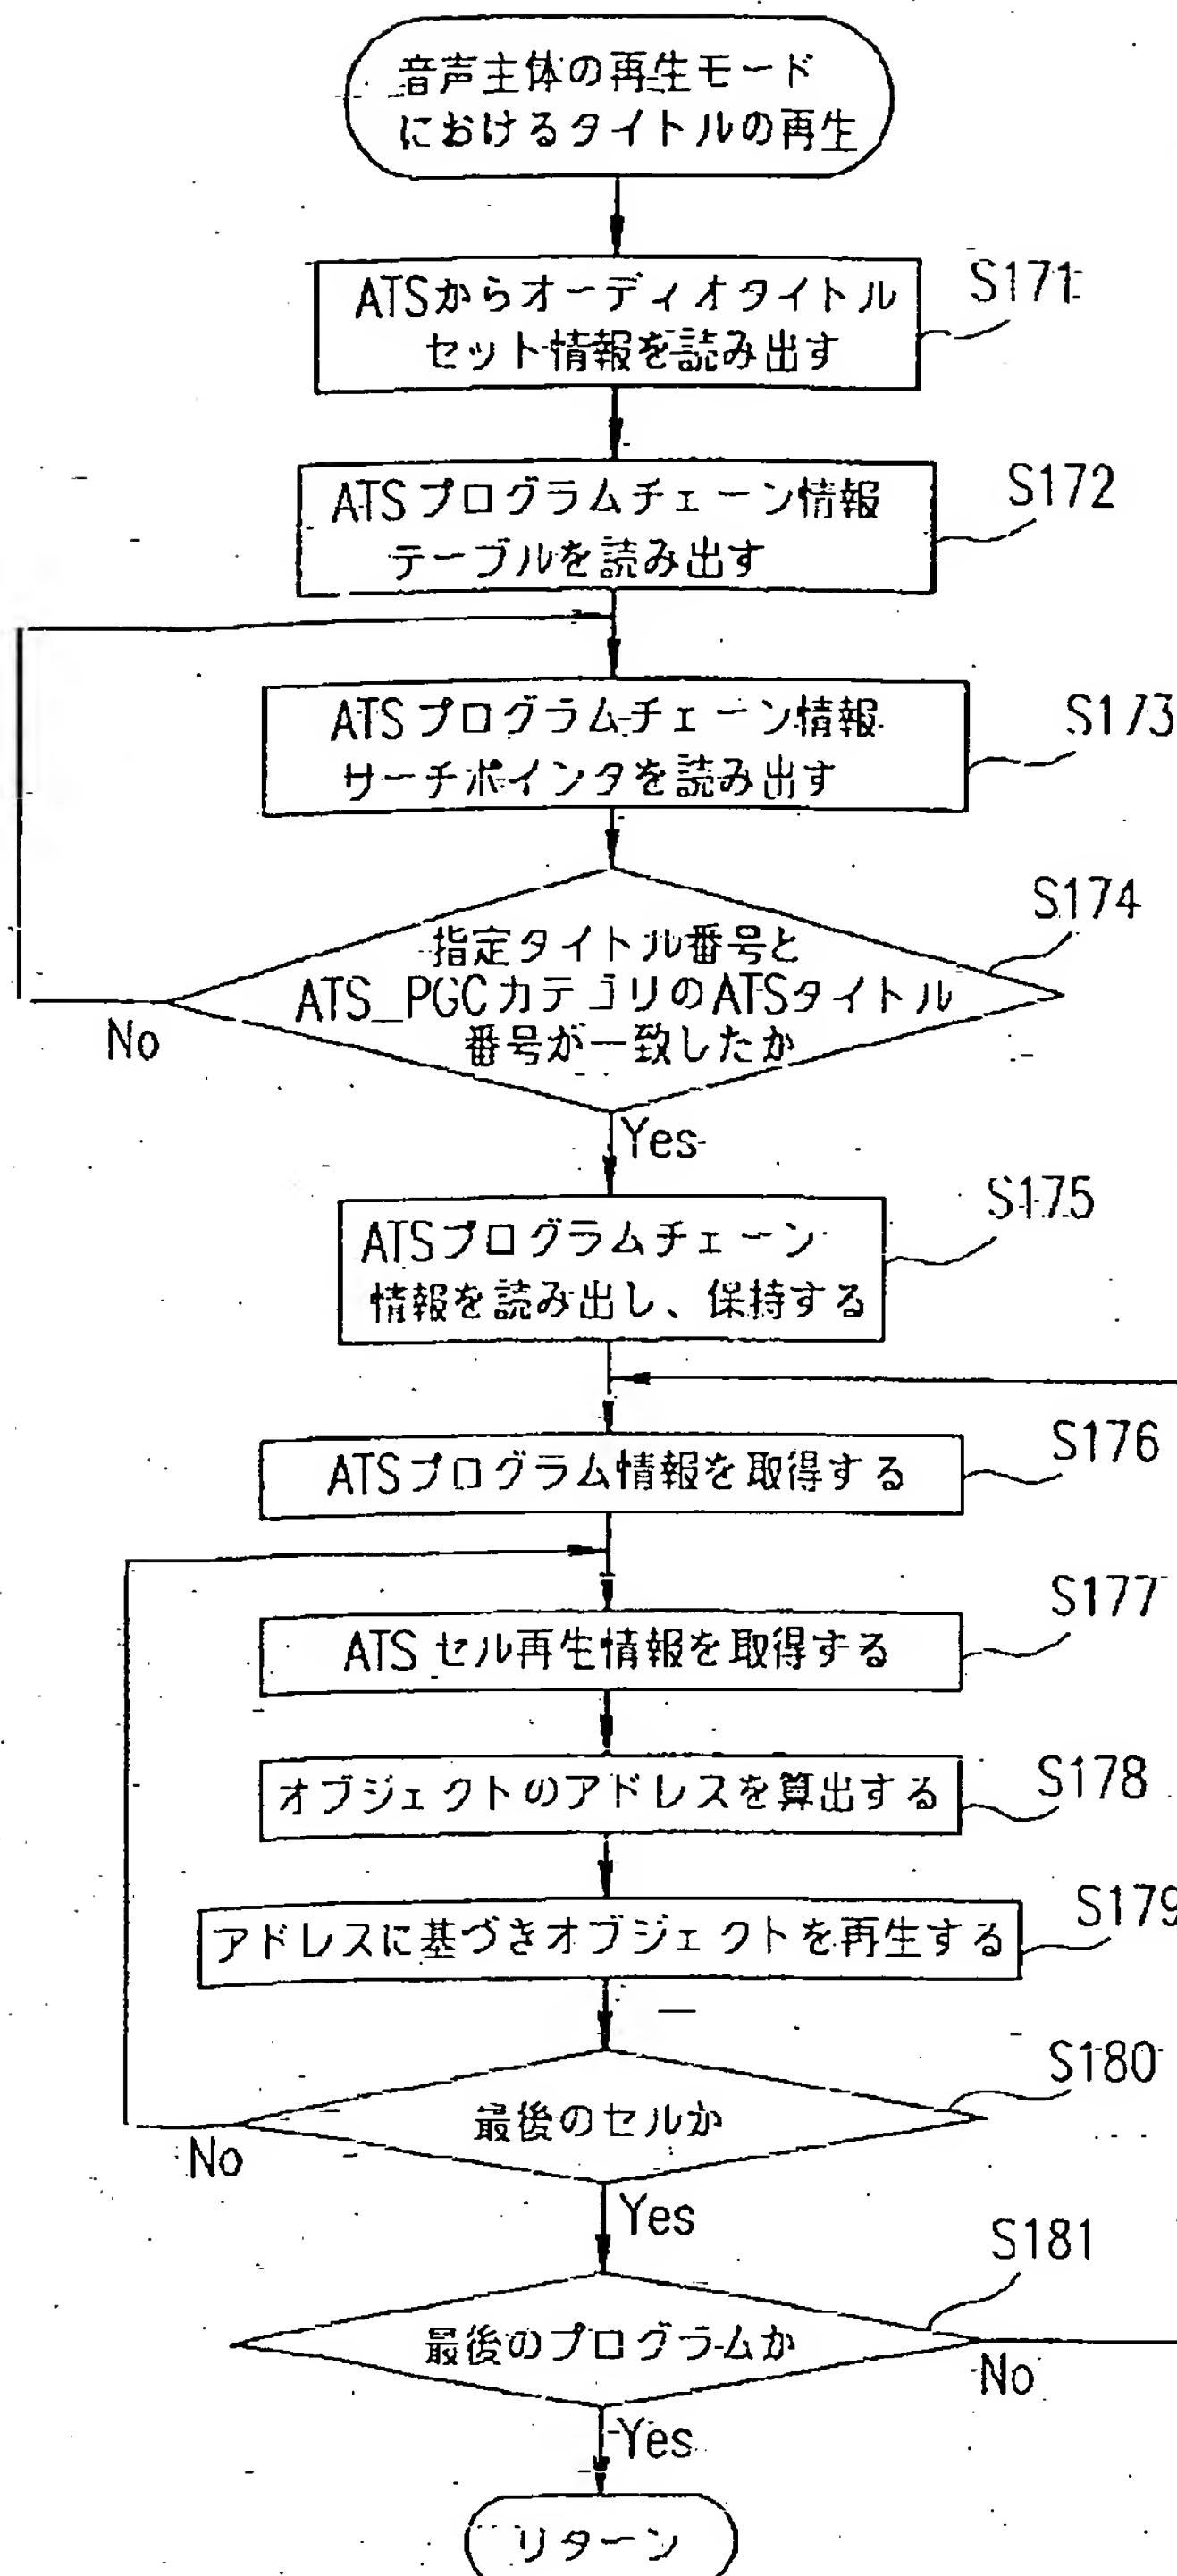 音声主体の再生モード
におけるタイトルの再生
ATSからオーディオタイトル
セット情報を読み出す
S171
ATSプログラムチェーン情報
テーブルを読み出す
S172
ATSプログラムチェーン情報
サーチポインタを読み出す
S173
指定タイトル番号と
ATS_PGCカテゴリのATSタイトル
番号が一致したか
S174
No
Yes
ATSプログラムチェーン
情報を読み出し、保持する
S175
ATSプログラム情報を取得する
S176
ATSセル再生情報を取得する
S177
オブジェクトのアドレスを算出する
S178
アドレスに基づきオブジェクトを再生する
S179
最後のセルか
S180
No
Yes
最後のプログラムか
S181
No
Yes
リターン